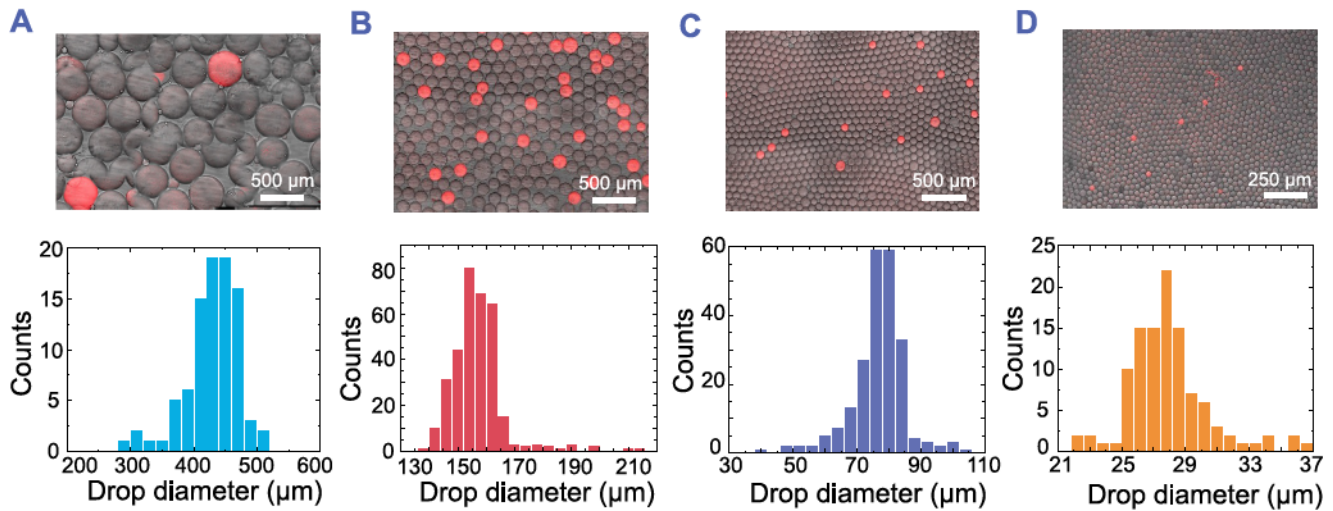 A
B
C
D
500 µm
500 µm
500 µm
250 µm
20
15
10
5
0
Counts
200 300 400 500 600
Drop diameter (µm)
80
60
40
20
0
Counts
130 150 170 190 210
Drop diameter (µm)
60
40
20
0
Counts
30 50 70 90 110
Drop diameter (µm)
25
20
15
10
5
0
Counts
21 25 29 33 37
Drop diameter (µm)